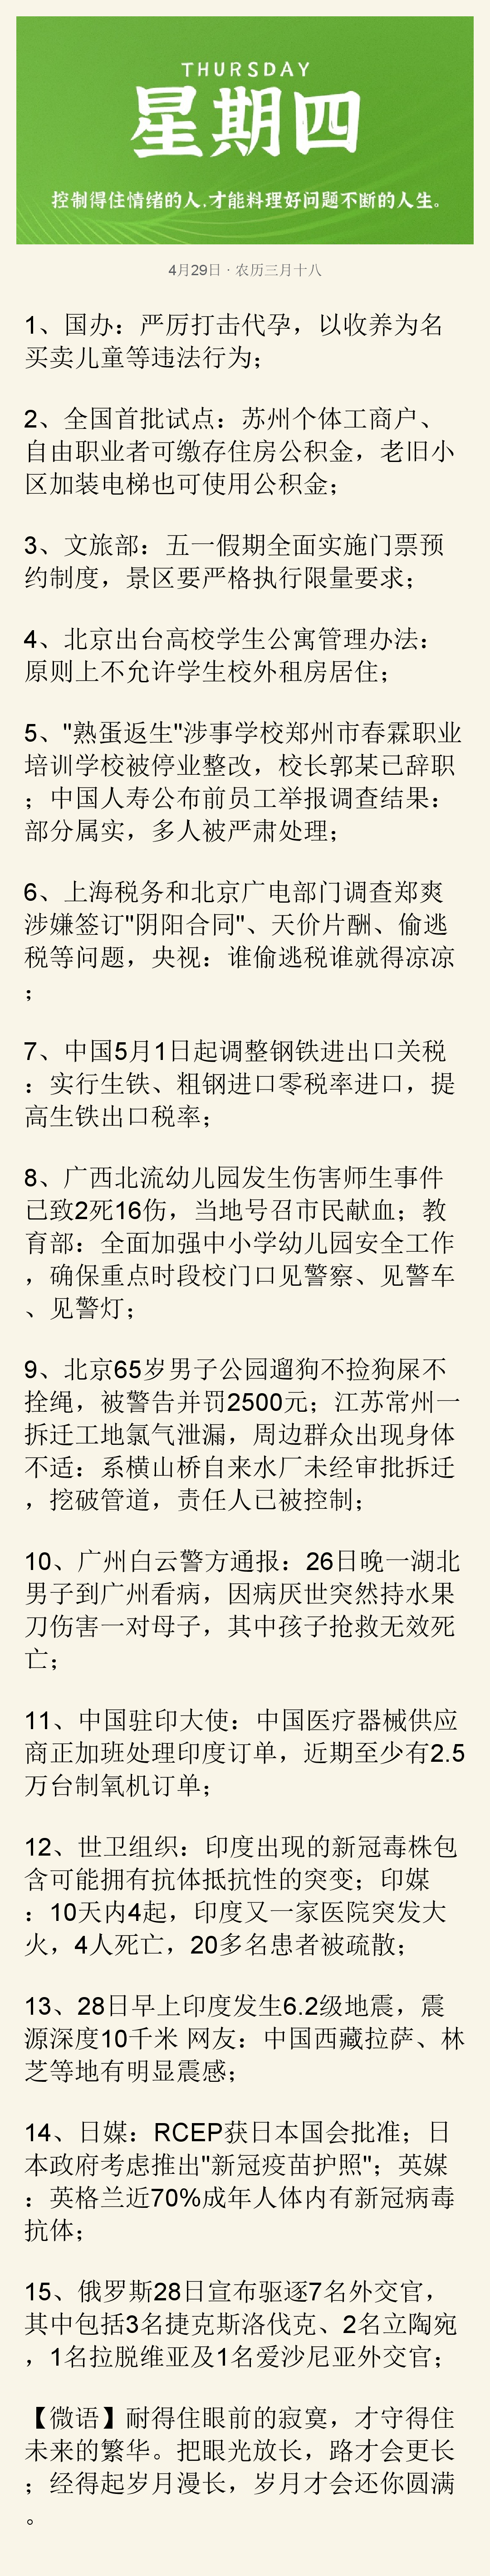 THURSDAY
星期四
控制得住情绪的人,才能料理好问题不断的人生。
4月29日 · 农历三月十八
1、国办：严厉打击代孕，以收养为名
买卖儿童等违法行为；
2、全国首批试点：苏州个体工商户、
自由职业者可缴存住房公积金，老旧小
区加装电梯也可使用公积金；
3、文旅部：五一假期全面实施门票预
约制度，景区要严格执行限量要求；
4、北京出台高校学生公寓管理办法：
原则上不允许学生校外租房居住；
5、"熟蛋返生"涉事学校郑州市春霖职业
培训学校被停业整改，校长郭某已辞职
；中国人寿公布前员工举报调查结果：
部分属实，多人被严肃处理；
6、上海税务和北京广电部门调查郑爽
涉嫌签订"阴阳合同"、天价片酬、偷逃
税等问题，央视：谁偷逃税谁就得凉凉
；
7、中国5月1日起调整钢铁进出口关税
：实行生铁、粗钢进口零税率进口，提
高生铁出口税率；
8、广西北流幼儿园发生伤害师生事件
已致2死16伤，当地号召市民献血；教
育部：全面加强中小学幼儿园安全工作
，确保重点时段校门口见警察、见警车
、见警灯；
9、北京65岁男子公园遛狗不捡狗屎不
拴绳，被警告并罚2500元；江苏常州一
拆迁工地氯气泄漏，周边群众出现身体
不适：系横山桥自来水厂未经审批拆迁
，挖破管道，责任人已被控制；
10、广州白云警方通报：26日晚一湖北
男子到广州看病，因病厌世突然持水果
刀伤害一对母子，其中孩子抢救无效死
亡；
11、中国驻印大使：中国医疗器械供应
商正加班处理印度订单，近期至少有2.5
万台制氧机订单；
12、世卫组织：印度出现的新冠毒株包
含可能拥有抗体抵抗性的突变；印媒
：10天内4起，印度又一家医院突发大
火，4人死亡，20多名患者被疏散；
13、28日早上印度发生6.2级地震，震
源深度10千米 网友：中国西藏拉萨、林
芝等地有明显震感；
14、日媒：RCEP获日本国会批准；日
本政府考虑推出"新冠疫苗护照"；英媒
：英格兰近70%成年人体内有新冠病毒
抗体；
15、俄罗斯28日宣布驱逐7名外交官，
其中包括3名捷克斯洛伐克、2名立陶宛
，1名拉脱维亚及1名爱沙尼亚外交官；
【微语】耐得住眼前的寂寞，才守得住
未来的繁华。把眼光放长，路才会更长
；经得起岁月漫长，岁月才会还你圆满
。